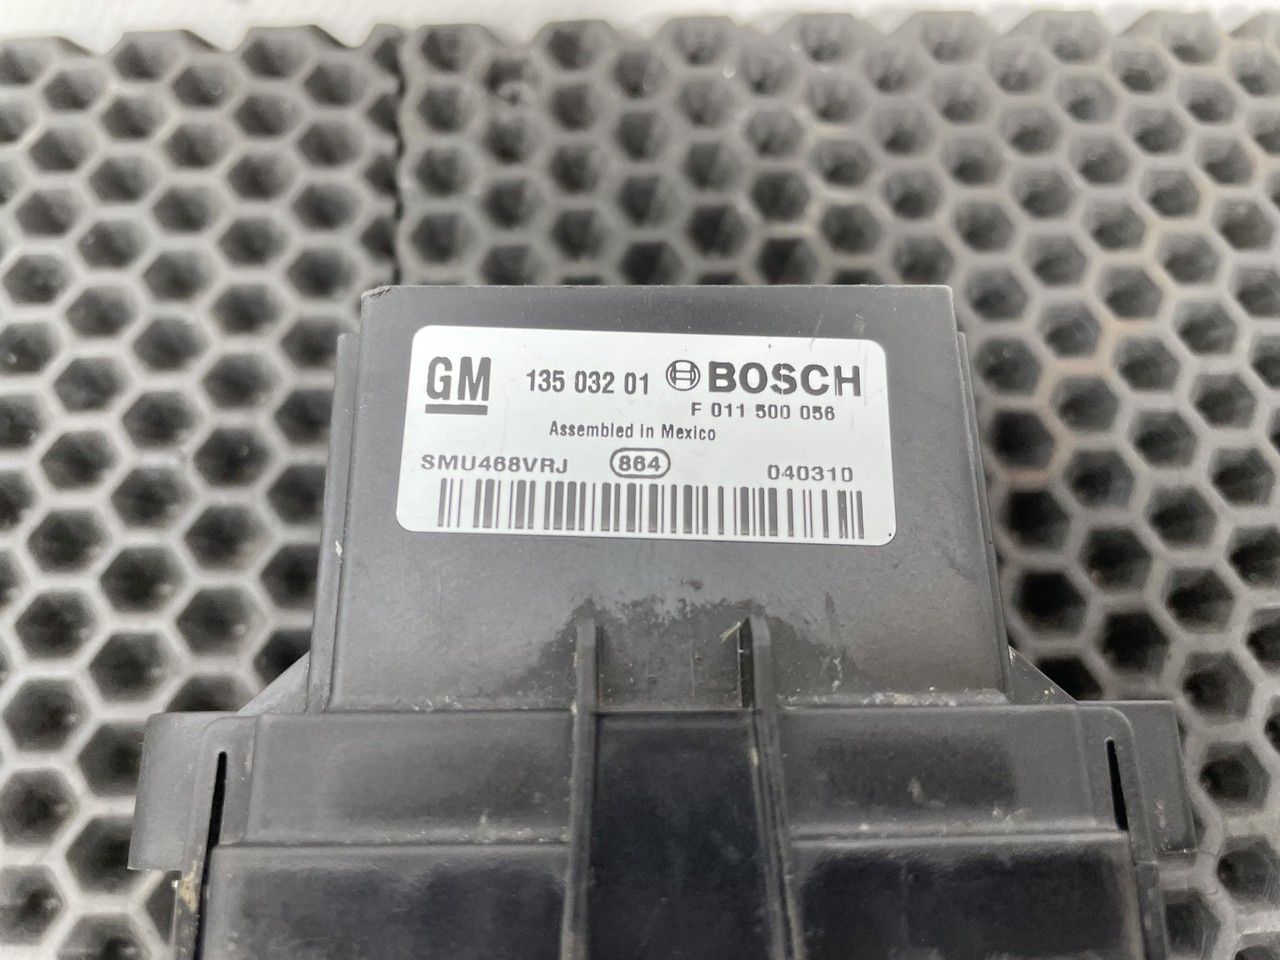 GM 135 032 01 BOSCH
F 011 500 056
Assembled in Mexico
SMU468VRJ 864 040310